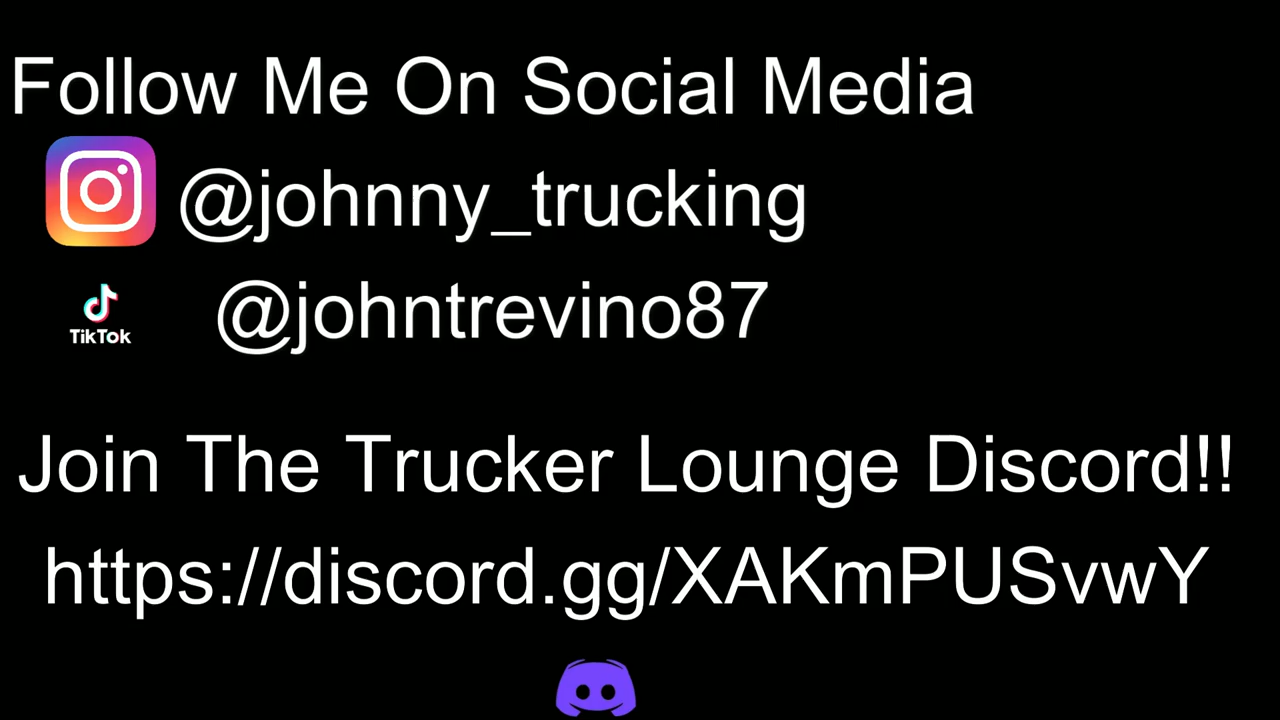 Follow Me On Social Media
@johnny_trucking
TikTok @johntrevino87
Join The Trucker Lounge Discord!!
https://discord.gg/XAKmPUSvwY